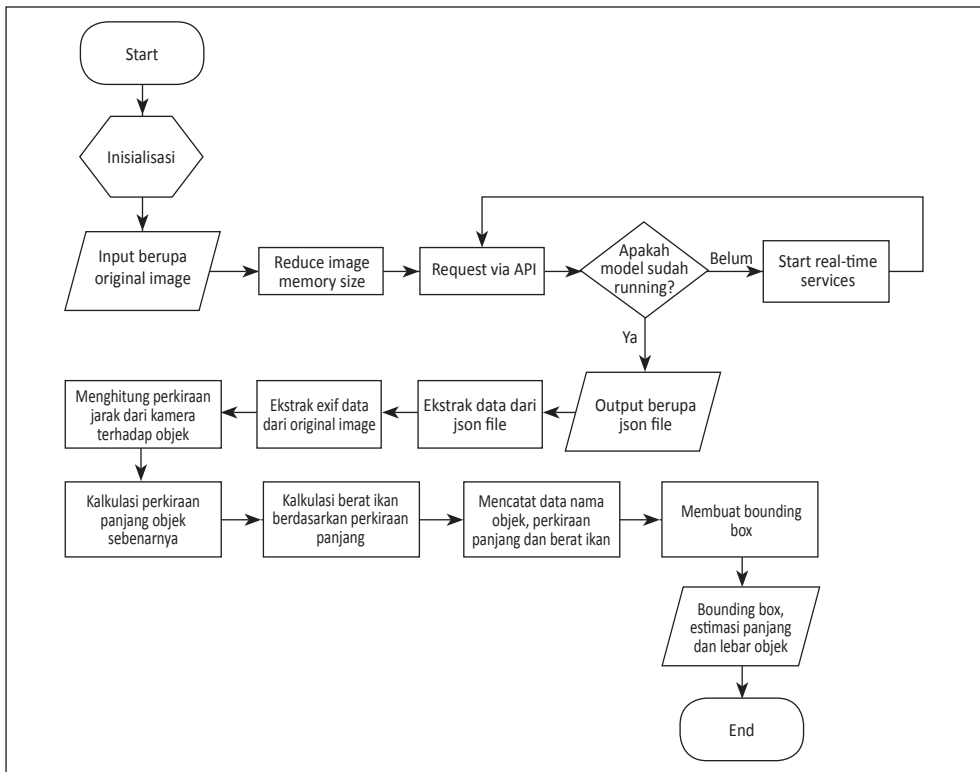 Start
Inisialisasi
Input berupa
original image
Reduce image
memory size
Request via API
Apakah
model sudah
running?
Belum
Start real-time
services
Ya
Output berupa
json file
Ekstrak data dari
json file
Ekstrak exif data
dari original image
Menghitung perkiraan
jarak dari kamera
terhadap objek
Kalkulasi perkiraan
panjang objek
sebenarnya
Kalkulasi berat ikan
berdasarkan perkiraan
panjang
Mencatat data nama
objek, perkiraan
panjang dan berat ikan
Membuat bounding
box
Bounding box,
estimasi panjang
dan lebar objek
End